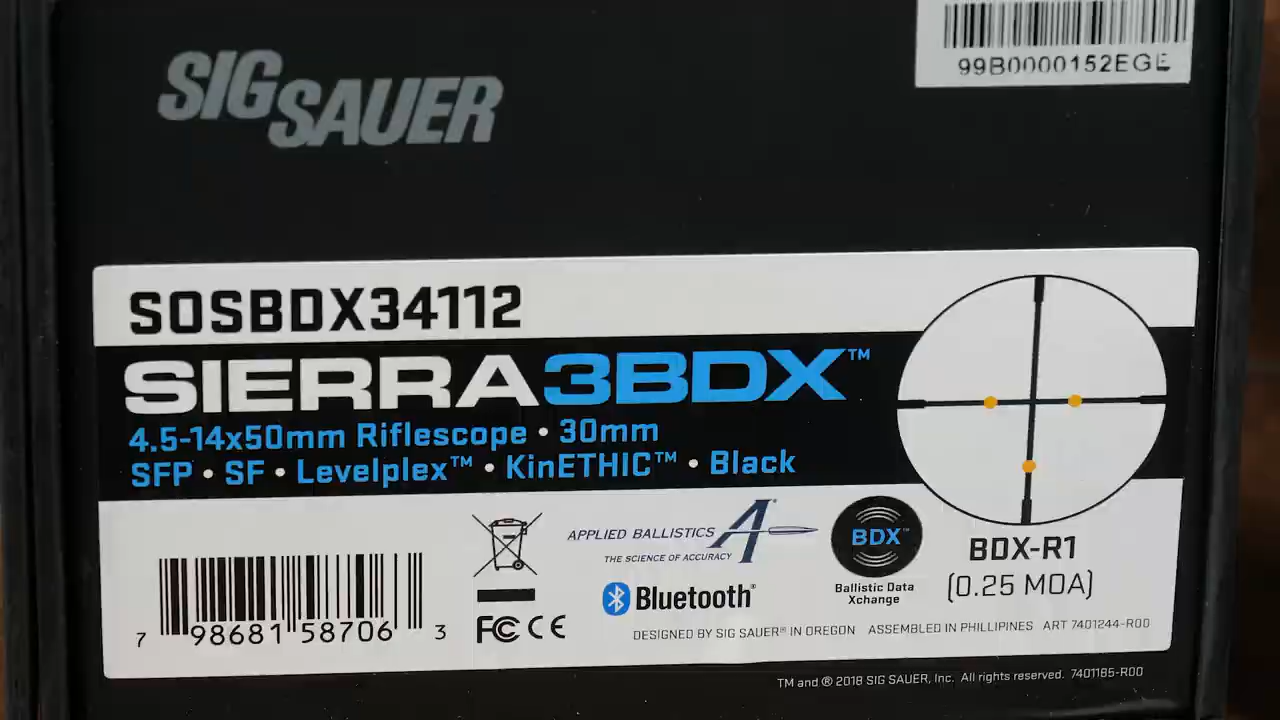 SIG SAUER
99B0000152EGE
SOSBDX34112
SIERRA3BDX™
4.5-14x50mm Riflescope • 30mm
SFP • SF • Levelplex™ • KinETHIC™ • Black
APPLIED BALLISTICS
THE SCIENCE OF ACCURACY
A®
BDX™
Ballistic Data
Xchange
BDX-R1
(0.25 MOA)
Bluetooth®
FC CE
7 98681 58706 3
DESIGNED BY SIG SAUER® IN OREGON ASSEMBLED IN PHILLIPINES ART 7401244-R00
TM and ® 2018 SIG SAUER, Inc. All rights reserved. 7401185-R00